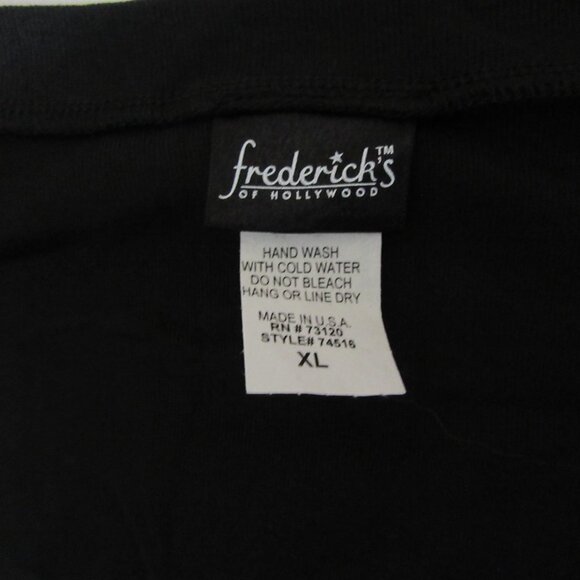 frederick's™
OF HOLLYWOOD
HAND WASH
WITH COLD WATER
DO NOT BLEACH
HANG OR LINE DRY
MADE IN U.S.A.
RN # 73120
STYLE# 74516
XL